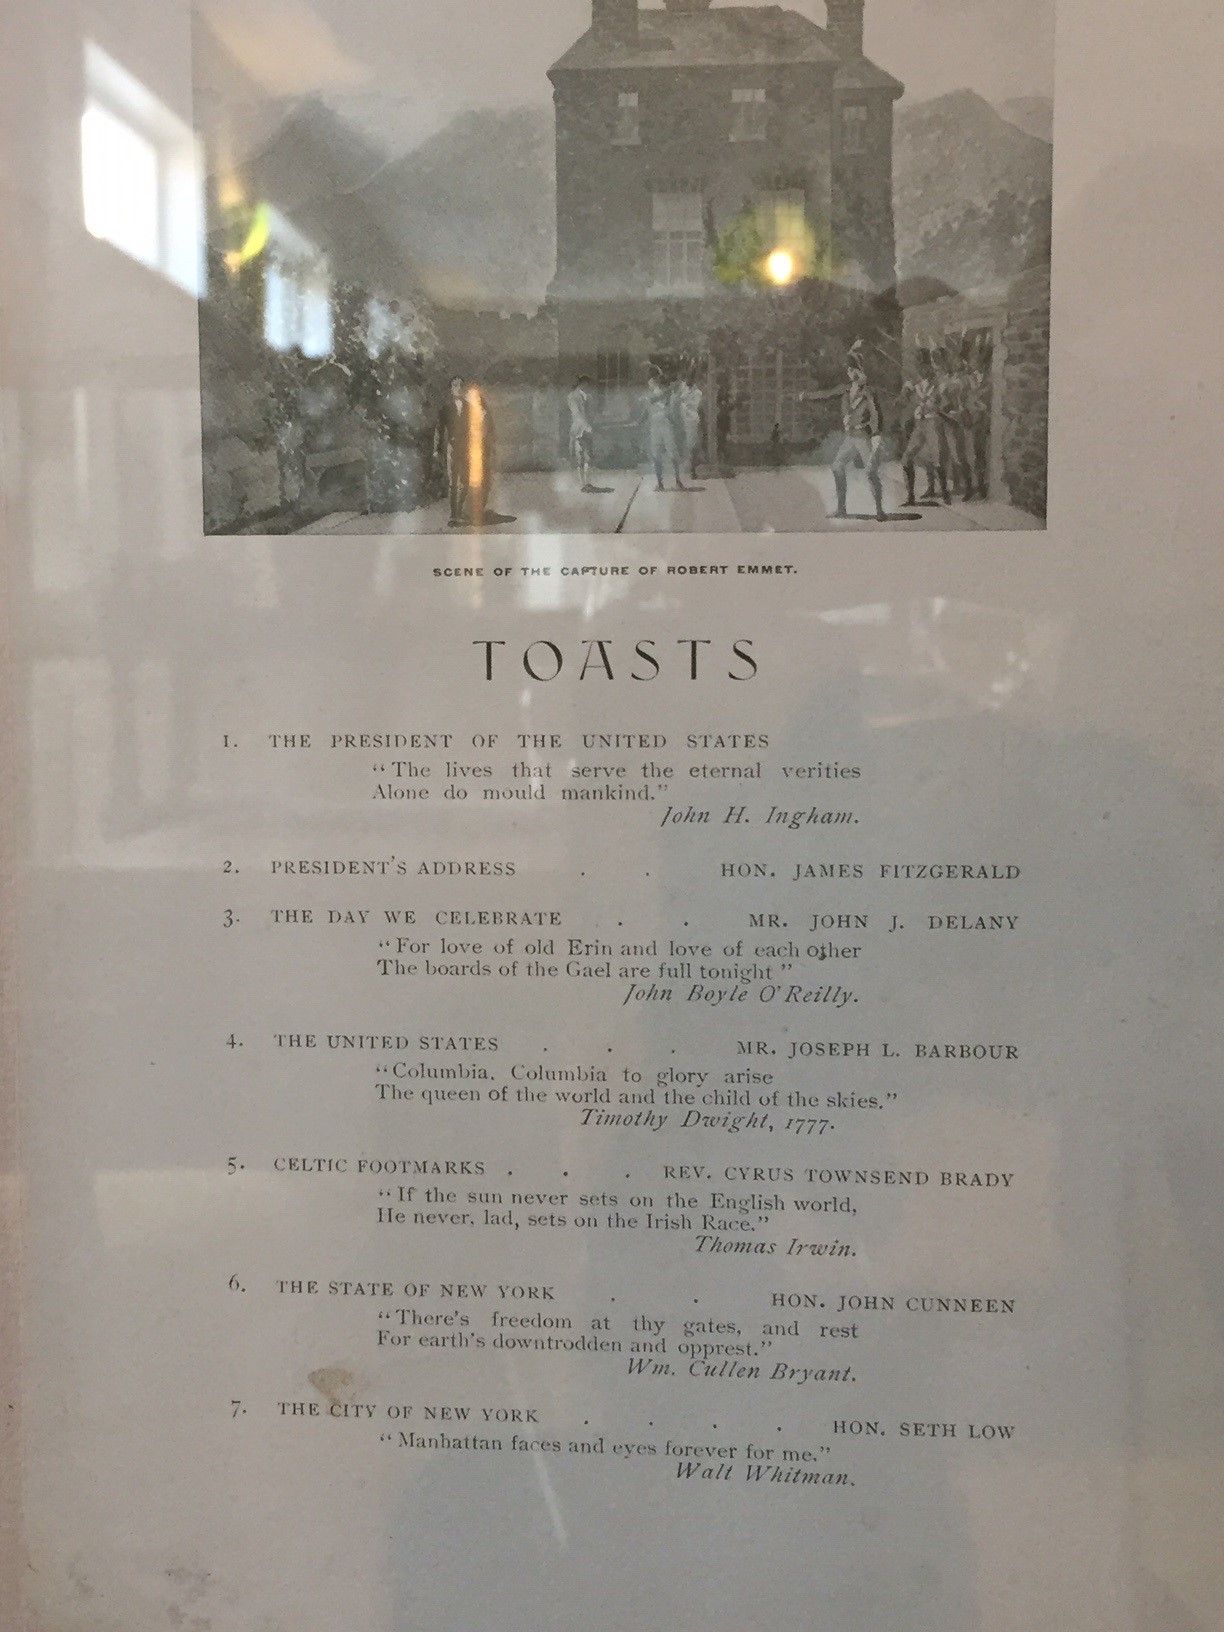 SCENE OF THE CAPTURE OF ROBERT EMMET.
TOASTS
1. THE PRESIDENT OF THE UNITED STATES
"The lives that serve the eternal verities
Alone do mould mankind."
John H. Ingham.
2. PRESIDENT'S ADDRESS . . HON. JAMES FITZGERALD
3. THE DAY WE CELEBRATE . . MR. JOHN J. DELANY
"For love of old Erin and love of each other
The boards of the Gael are full tonight"
John Boyle O'Reilly.
4. THE UNITED STATES . . . MR. JOSEPH L. BARBOUR
"Columbia, Columbia to glory arise
The queen of the world and the child of the skies."
Timothy Dwight, 1777.
5. CELTIC FOOTMARKS . . . REV. CYRUS TOWNSEND BRADY
"If the sun never sets on the English world,
He never, lad, sets on the Irish Race."
Thomas Irwin.
6. THE STATE OF NEW YORK . . HON. JOHN CUNNEEN
"There's freedom at thy gates, and rest
For earth's downtrodden and opprest."
Wm. Cullen Bryant.
7. THE CITY OF NEW YORK . . . . HON. SETH LOW
"Manhattan faces and eyes forever for me."
Walt Whitman.